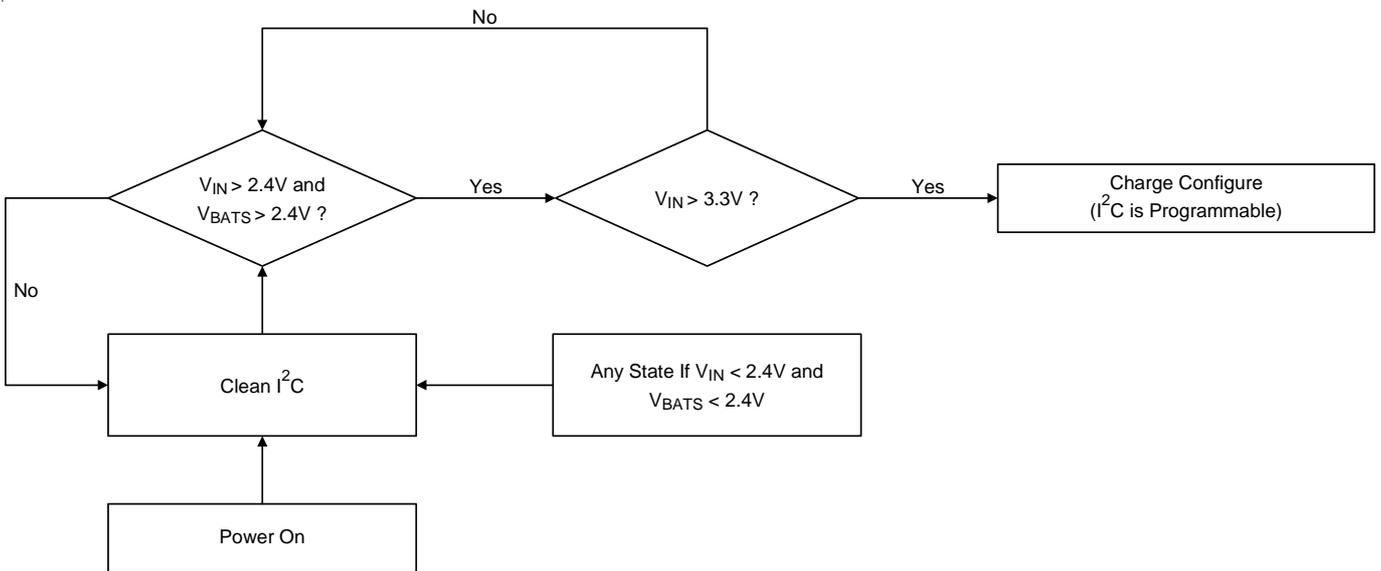 No
V_IN > 2.4V and
V_BATS > 2.4V ?
Yes
V_IN > 3.3V ?
Yes
Charge Configure
(I²C is Programmable)
No
Clean I²C
Any State If V_IN < 2.4V and
V_BATS < 2.4V
Power On